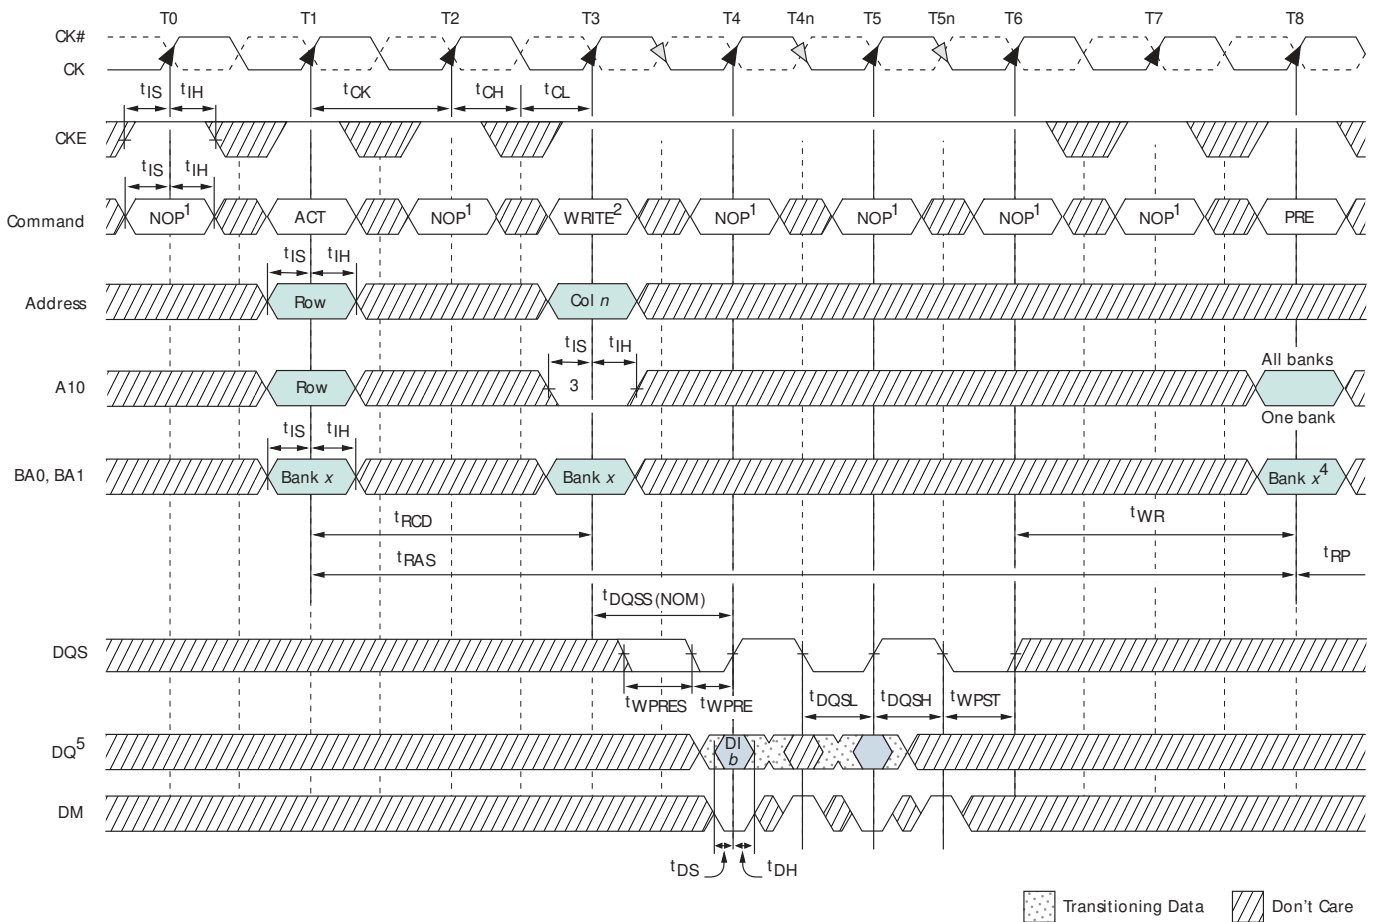 T0 T1 T2 T3 T4 T4n T5 T5n T6 T7 T8
CK#
CK
tIS tIH tCK tCH tCL
CKE
tIS tIH
Command NOP1 ACT NOP1 WRITE2 NOP1 NOP1 NOP1 NOP1 PRE
tIS tIH
Address Row Col n
tIS tIH
All banks
A10 Row 3
One bank
tIS tIH
BA0, BA1 Bank x Bank x Bank x4
tRCD tWR
tRAS tRP
tDQSS (NOM)
DQS
tWPRES tWPRE tDQSL tDQSH tWPST
DQ5 DI
b
DM
tDS tDH
Transitioning Data Don't Care